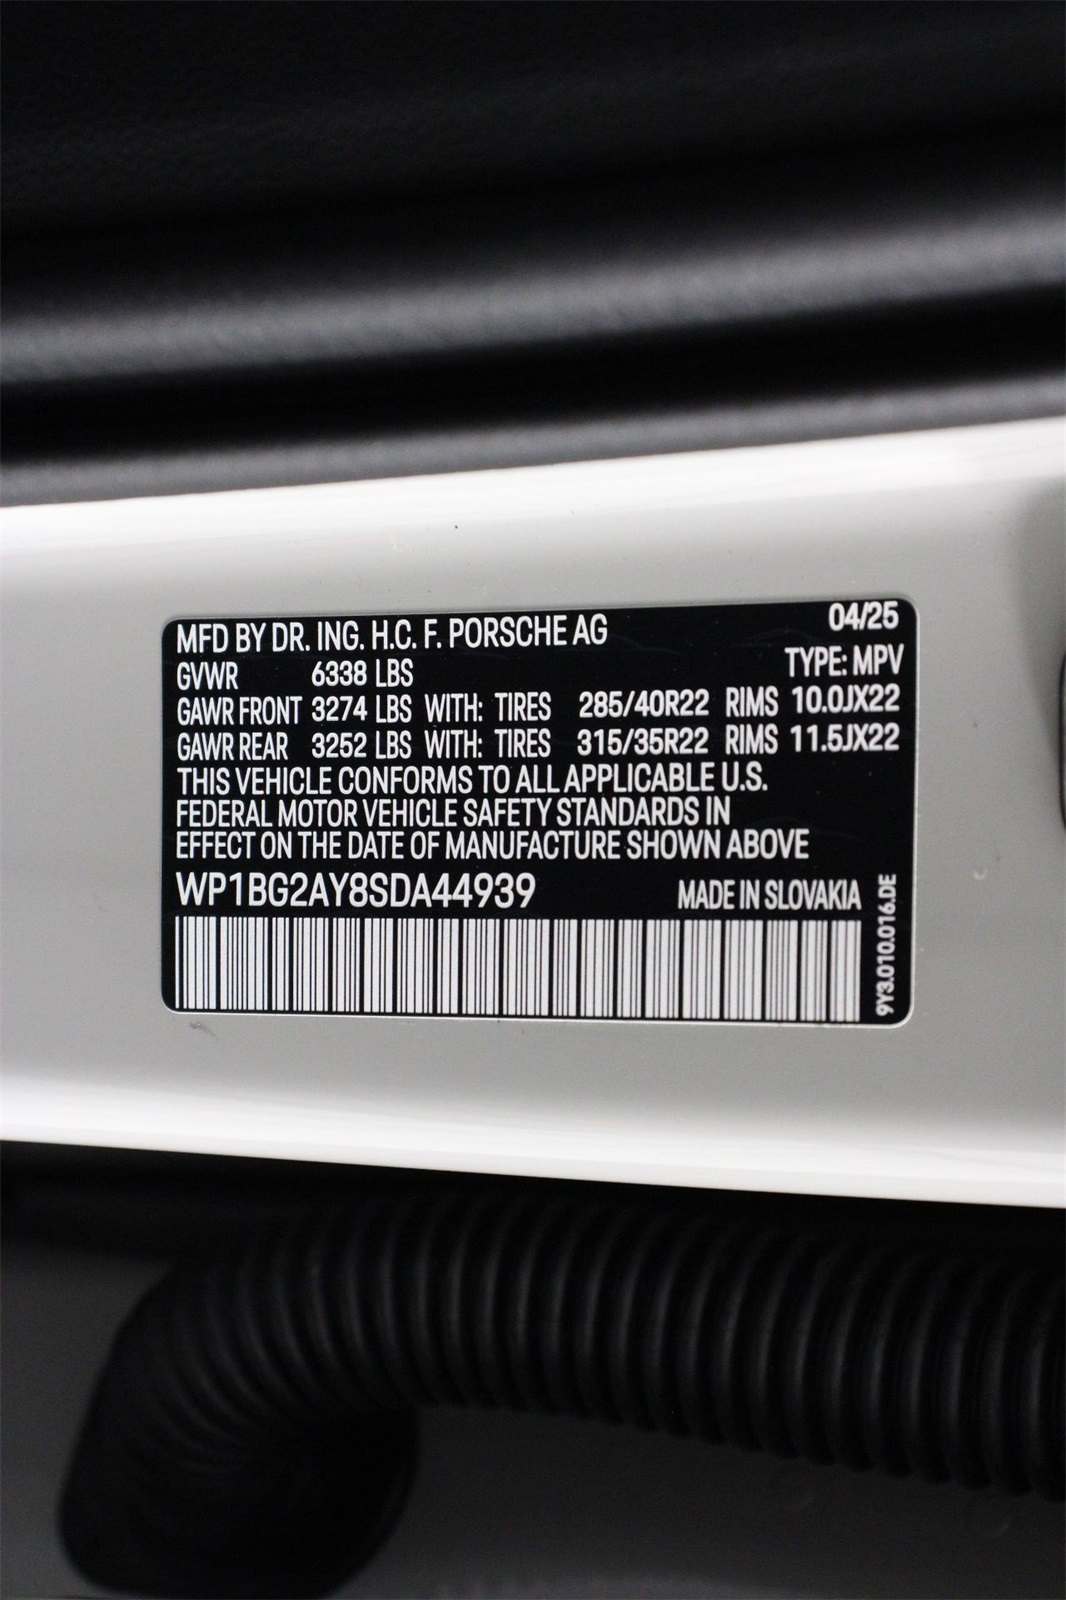 MFD BY DR. ING. H.C. F. PORSCHE AG 04/25
GVWR 6338 LBS TYPE: MPV
GAWR FRONT 3274 LBS WITH: TIRES 285/40R22 RIMS 10.0JX22
GAWR REAR 3252 LBS WITH: TIRES 315/35R22 RIMS 11.5JX22
THIS VEHICLE CONFORMS TO ALL APPLICABLE U.S.
FEDERAL MOTOR VEHICLE SAFETY STANDARDS IN
EFFECT ON THE DATE OF MANUFACTURE SHOWN ABOVE
WP1BG2AY8SDA44939 MADE IN SLOVAKIA
9Y3.010.016.DE